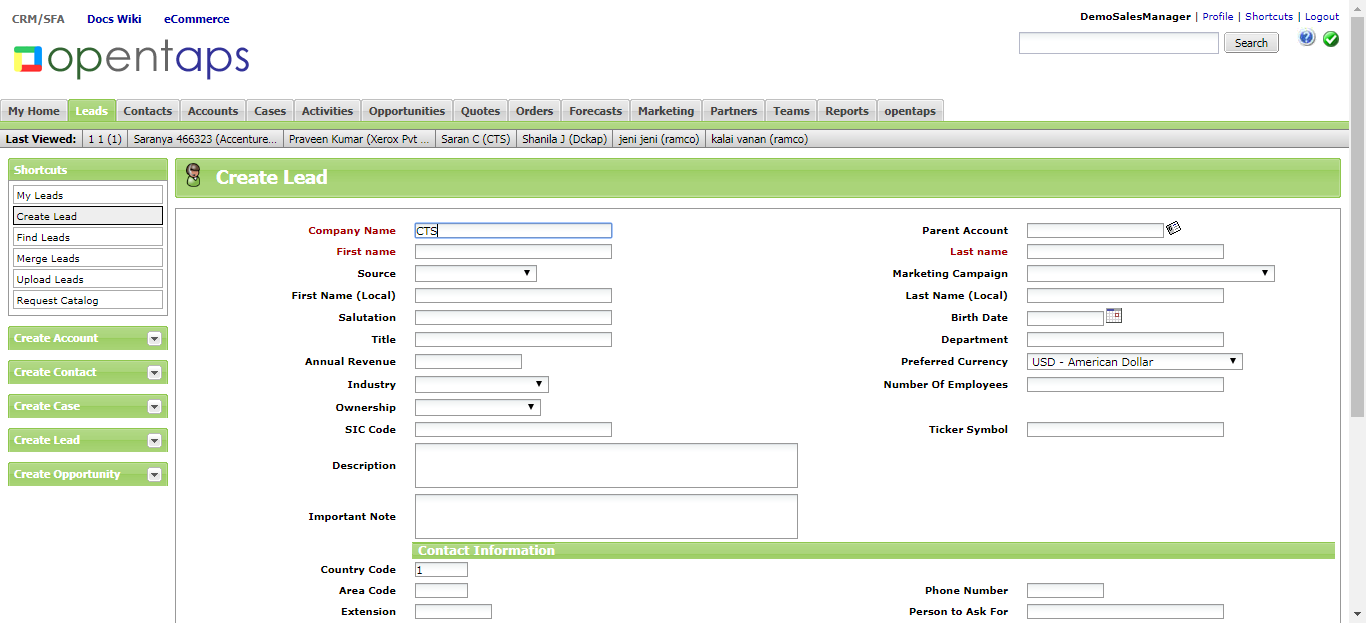 CRM/SFA Docs Wiki eCommerce
DemoSalesManager | Profile | Shortcuts | Logout
opentaps
Search
My Home Leads Contacts Accounts Cases Activities Opportunities Quotes Orders Forecasts Marketing Partners Teams Reports opentaps
Last Viewed: 1 1 (1) Saranya 466323 (Accenture... Praveen Kumar (Xerox Pvt ... Saran C (CTS) Shanila J (Dckap) jeni jeni (ramco) kalai vanan (ramco)
Shortcuts
My Leads
Create Lead
Find Leads
Merge Leads
Upload Leads
Request Catalog
Create Account
Create Contact
Create Case
Create Lead
Create Opportunity
Create Lead
Company Name CTS Parent Account
First name Last name
Source Marketing Campaign
First Name (Local) Last Name (Local)
Salutation Birth Date
Title Department
Annual Revenue Preferred Currency USD - American Dollar
Industry Number Of Employees
Ownership
SIC Code Ticker Symbol
Description
Important Note
Contact Information
Country Code 1
Area Code Phone Number
Extension Person to Ask For